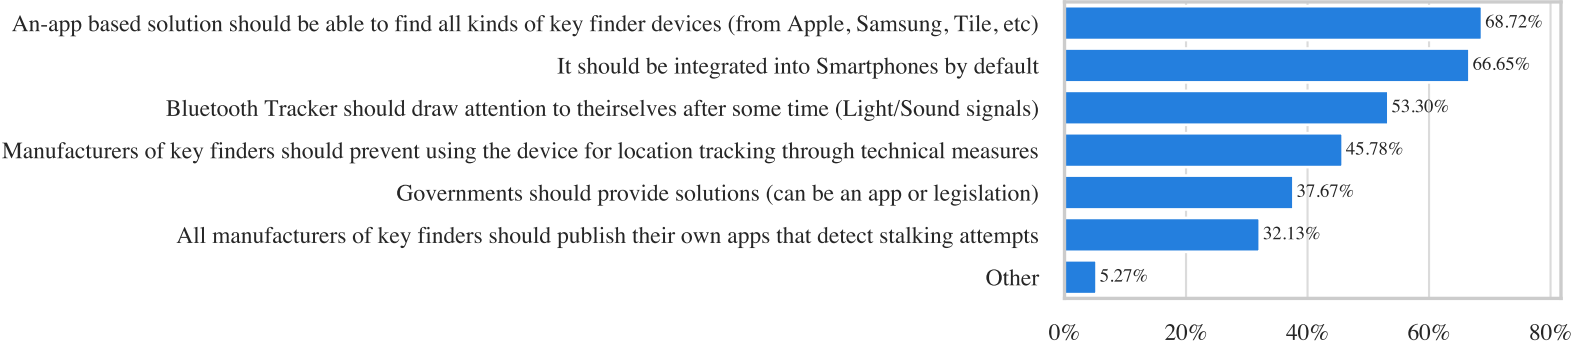 An-app based solution should be able to find all kinds of key finder devices (from Apple, Samsung, Tile, etc) 68.72%
It should be integrated into Smartphones by default 66.65%
Bluetooth Tracker should draw attention to theirselves after some time (Light/Sound signals) 53.30%
Manufacturers of key finders should prevent using the device for location tracking through technical measures 45.78%
Governments should provide solutions (can be an app or legislation) 37.67%
All manufacturers of key finders should publish their own apps that detect stalking attempts 32.13%
Other 5.27%
0% 20% 40% 60% 80%